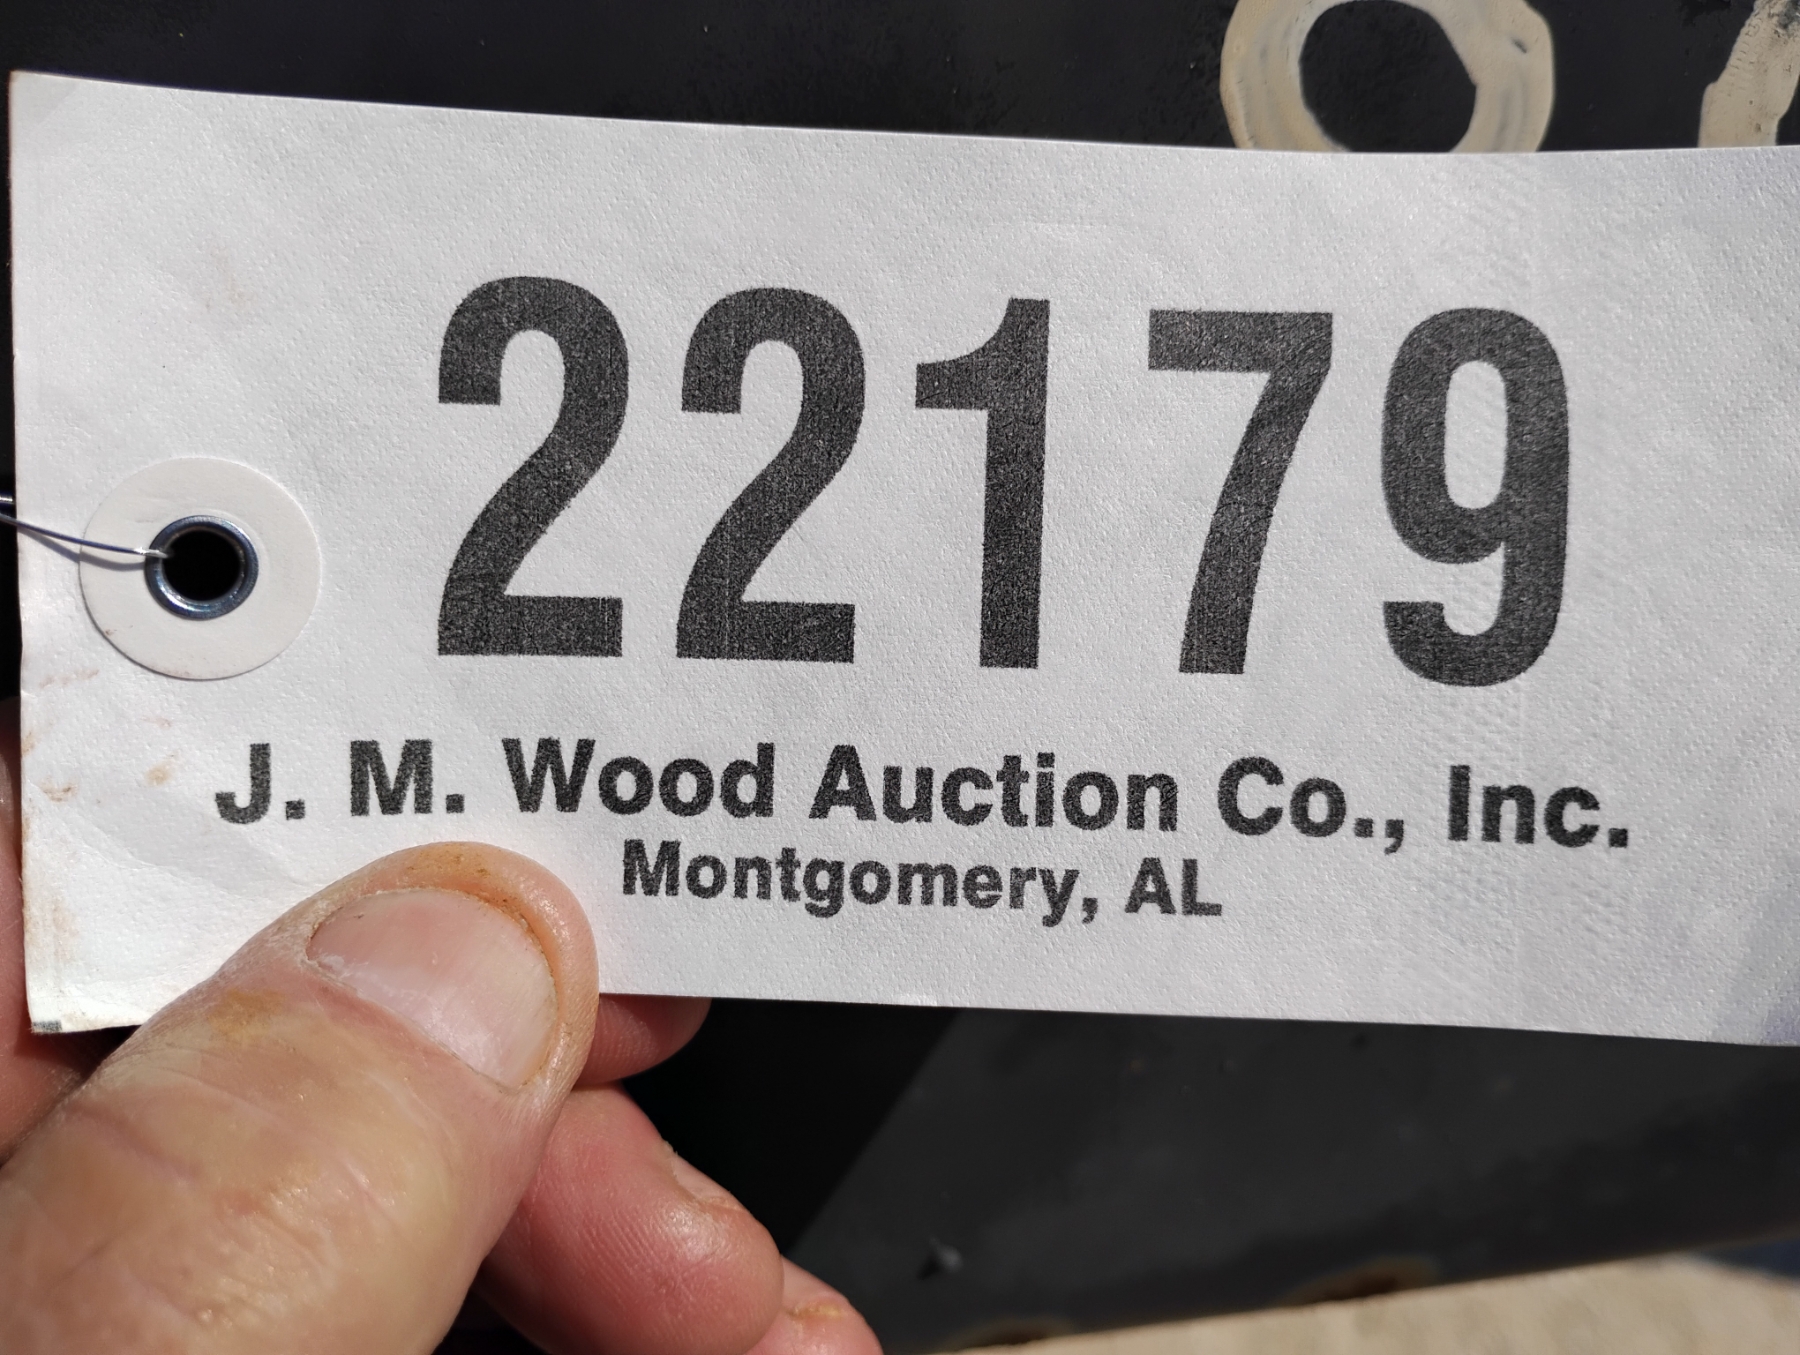 22179
J. M. Wood Auction Co., Inc.
Montgomery, AL